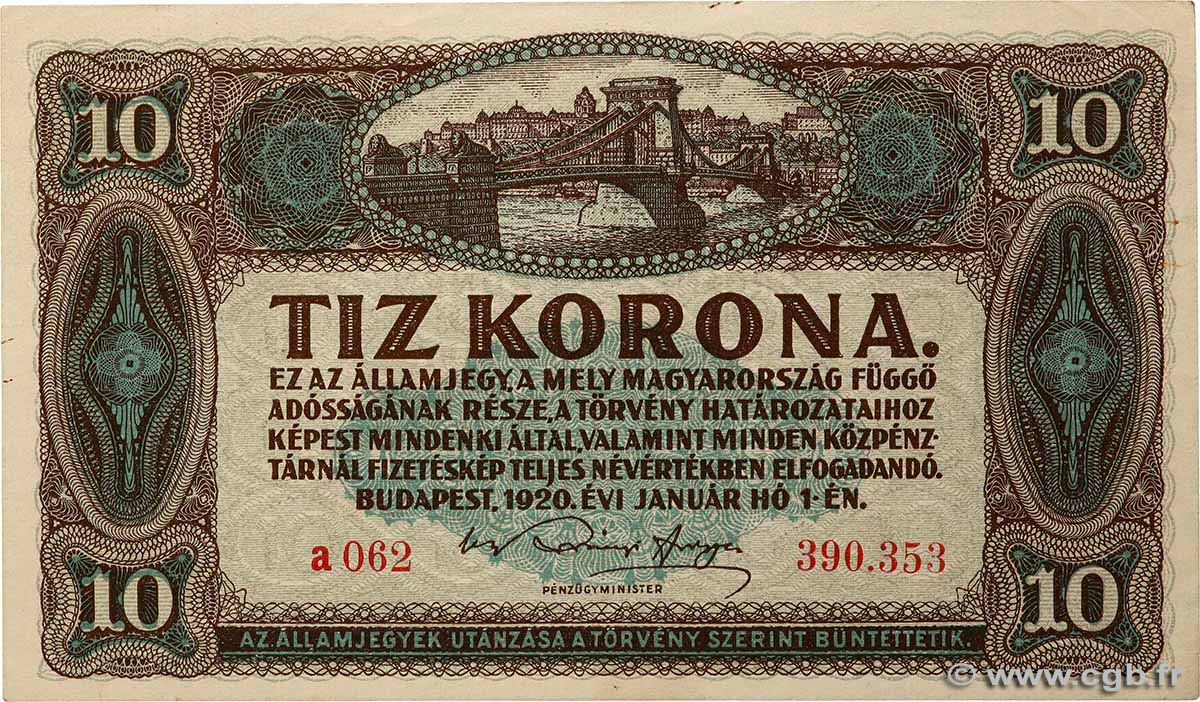 10 10
TIZ KORONA.
EZ AZ ÁLLAMJEGY, A MELY MAGYARORSZÁG FÜGGŐ
ADÓSSÁGÁNAK RÉSZE, A TÖRVÉNY HATÁROZATAIHOZ
KÉPEST MINDENKI ÁLTAL, VALAMINT MINDEN KÖZPÉNZ-
TÁRNÁL FIZETÉSKÉP TELJES NÉVÉRTÉKBEN ELFOGADANDÓ.
BUDAPEST, 1920. ÉVI JANUÁR HÓ 1-ÉN.
a 062 390.353
PÉNZÜGYMINISTER
10 10
AZ ÁLLAMJEGYEK UTÁNZÁSA A TÖRVÉNY SZERINT BÜNTETTETIK.
© www.cgb.fr